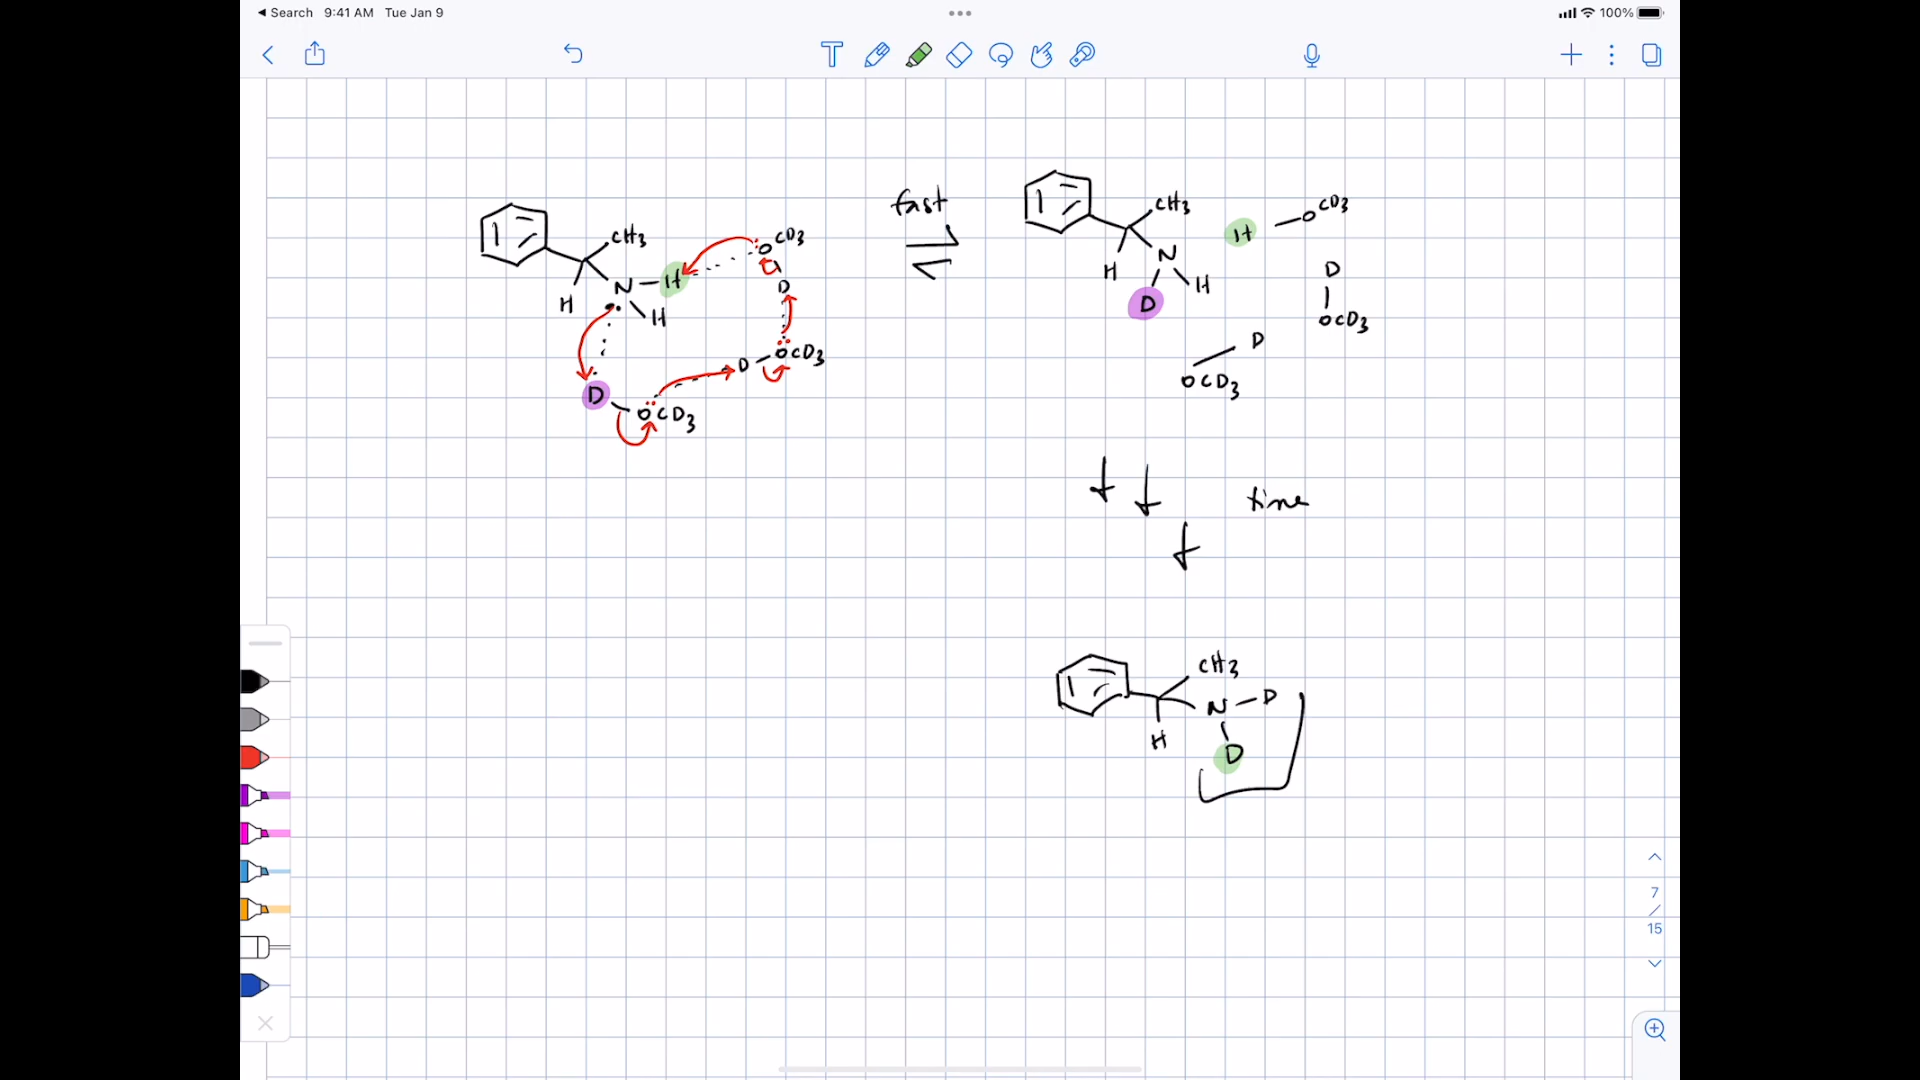 Search 9:41 AM Tue Jan 9
100%
fast
CH3
N
H
H
H
OCD3
D
D
OCD3
D
OCD3
CH3
H
N
H
D
H
OCD3
D
OCD3
D
OCD3
time
CH3
N
D
H
D
7
/
15